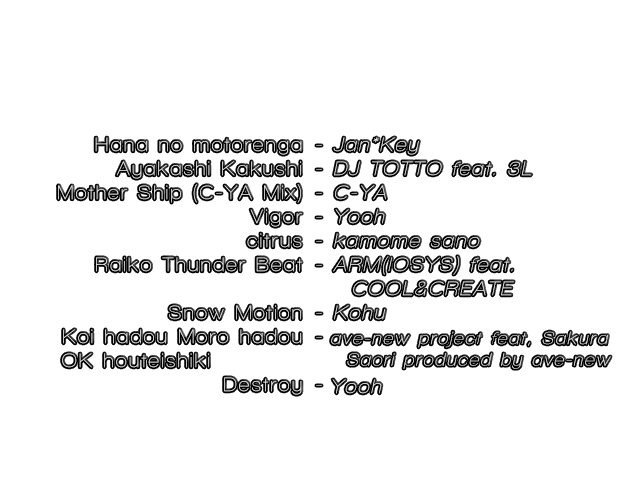 Hana no motorenga - Jan*Key
Ayakashi Kakushi - DJ TOTTO feat. 3L
Mother Ship (C-YA Mix) - C-YA
Vigor - Yooh
citrus - kamome sano
Raiko Thunder Beat - ARM(IOSYS) feat.
COOL&CREATE
Snow Motion - Kohu
Koi hadou Moro hadou - ave-new project feat, Sakura
OK houteishiki Saori produced by ave-new
Destroy - Yooh